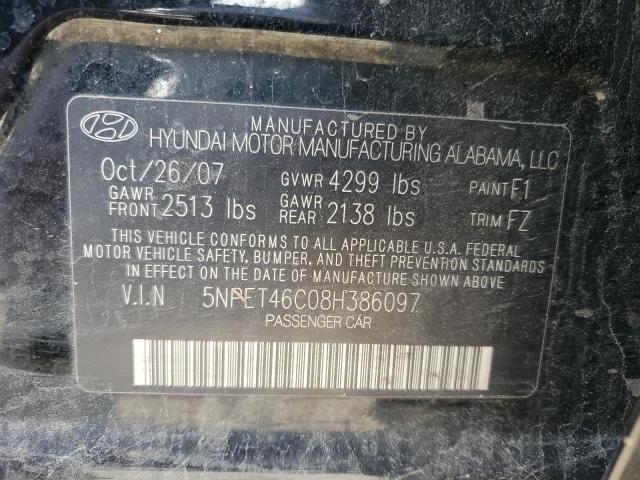 MANUFACTURED BY
HYUNDAI MOTOR MANUFACTURING ALABAMA, LLC
Oct/26/07 GVWR 4299 lbs PAINT F1
GAWR FRONT 2513 lbs GAWR REAR 2138 lbs TRIM FZ
THIS VEHICLE CONFORMS TO ALL APPLICABLE U.S.A. FEDERAL
MOTOR VEHICLE SAFETY, BUMPER, AND THEFT PREVENTION STANDARDS
IN EFFECT ON THE DATE OF MANUFACTURE SHOWN ABOVE
V.I.N 5NPET46C08H386097
PASSENGER CAR